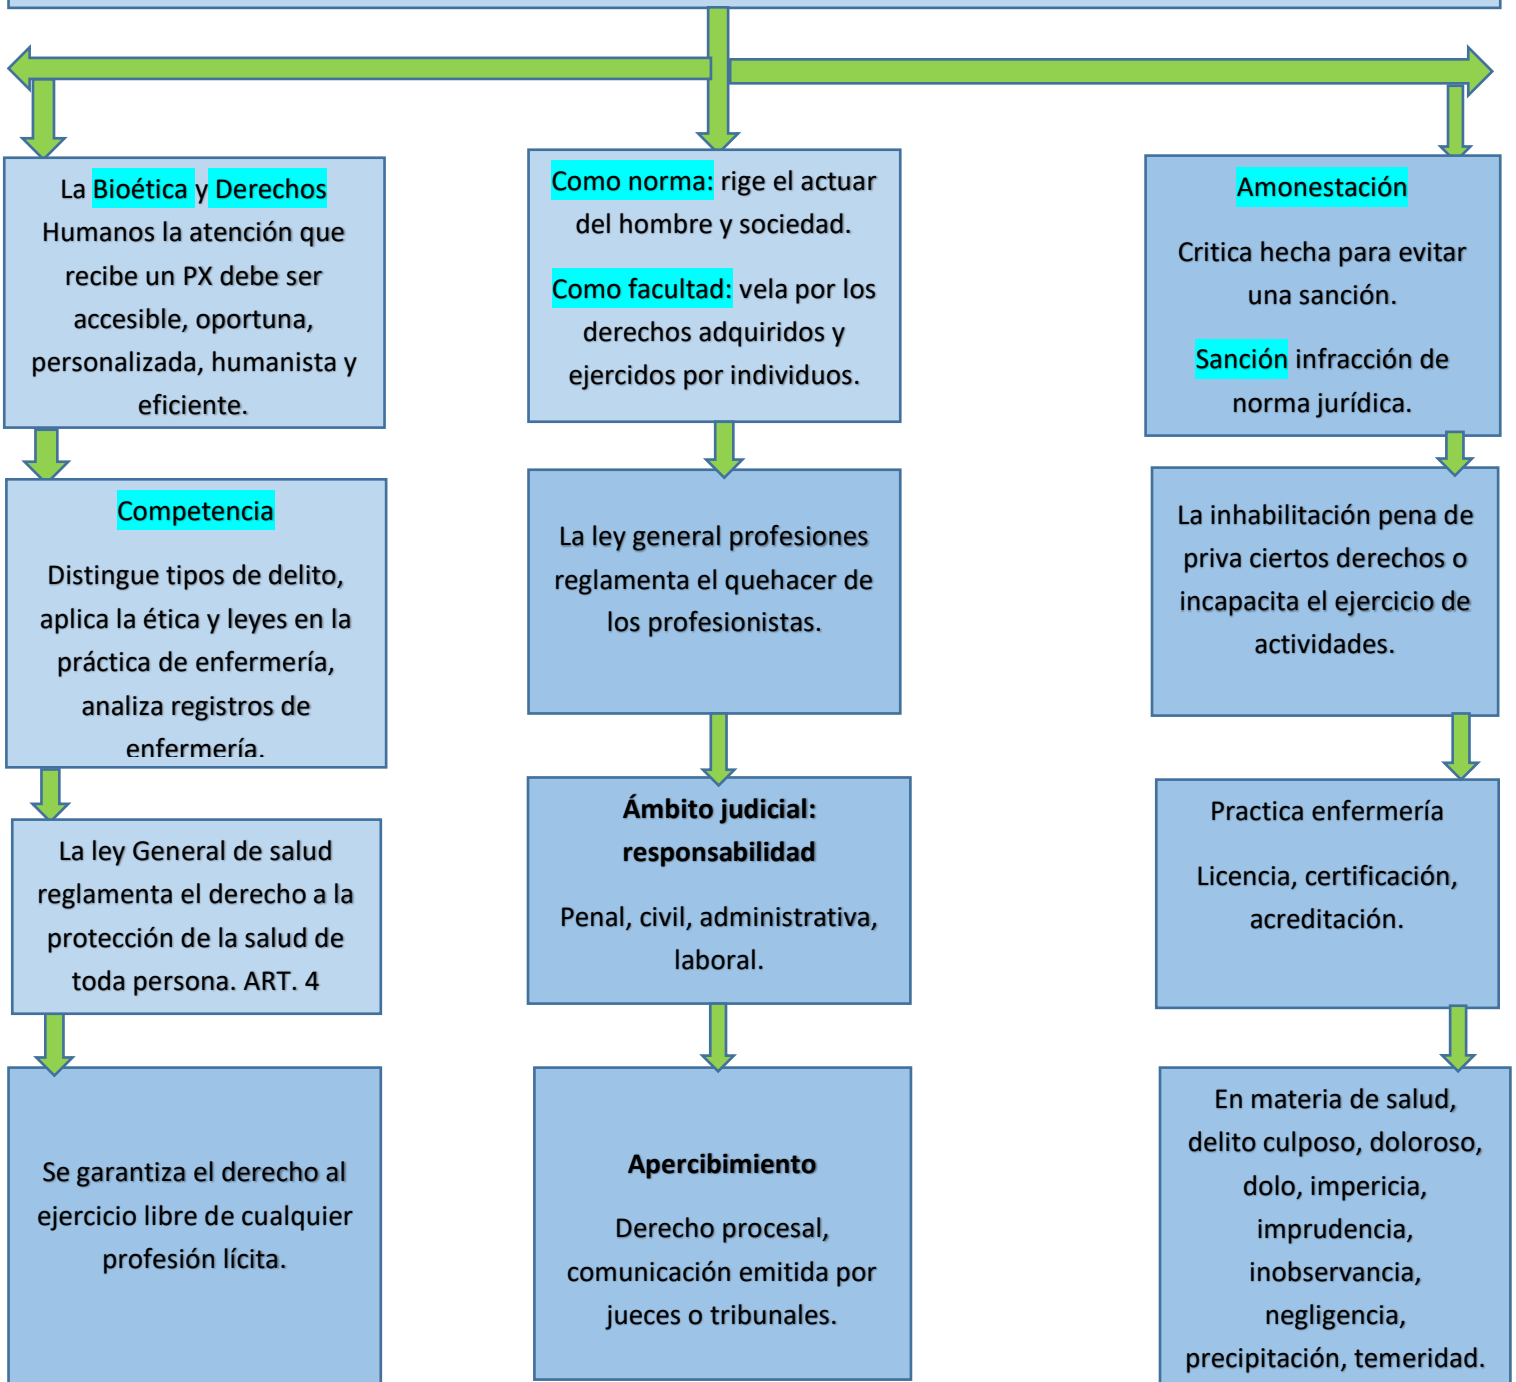 La Bioética y Derechos
Humanos la atención que
recibe un PX debe ser
accesible, oportuna,
personalizada, humanista y
eficiente.
Competencia
Distingue tipos de delito,
aplica la ética y leyes en la
práctica de enfermería,
analiza registros de
enfermería.
La ley General de salud
reglamenta el derecho a la
protección de la salud de
toda persona. ART. 4
Se garantiza el derecho al
ejercicio libre de cualquier
profesión lícita.
Como norma: rige el actuar
del hombre y sociedad.
Como facultad: vela por los
derechos adquiridos y
ejercidos por individuos.
La ley general profesiones
reglamenta el quehacer de
los profesionistas.
Ámbito judicial:
responsabilidad
Penal, civil, administrativa,
laboral.
Apercibimiento
Derecho procesal,
comunicación emitida por
jueces o tribunales.
Amonestación
Critica hecha para evitar
una sanción.
Sanción infracción de
norma jurídica.
La inhabilitación pena de
priva ciertos derechos o
incapacita el ejercicio de
actividades.
Practica enfermería
Licencia, certificación,
acreditación.
En materia de salud,
delito culposo, doloroso,
dolo, impericia,
imprudencia,
inobservancia,
negligencia,
precipitación, temeridad.